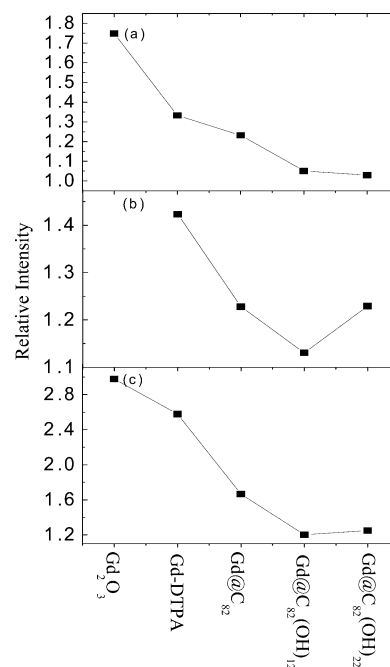 1.8
(a)
1.7
1.6
1.5
1.4
1.3
1.2
1.1
1.0
(b)
1.4
1.3
1.2
1.1
(c)
2.8
2.4
2.0
1.6
1.2
Relative Intensity
Gd2O3
Gd-DTPA
Gd@C82
Gd@C82(OH)12
Gd@C82(OH)22